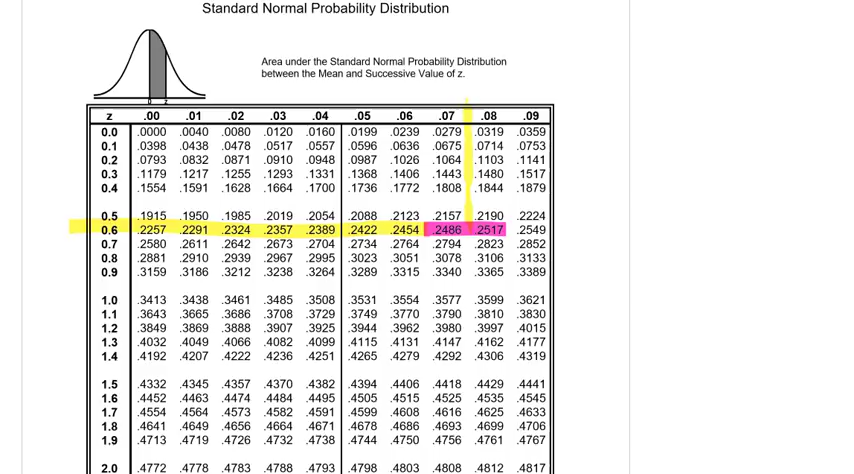 Standard Normal Probability Distribution
Area under the Standard Normal Probability Distribution
between the Mean and Successive Value of z.
0 z
z .00 .01 .02 .03 .04 .05 .06 .07 .08 .09
0.0 .0000 .0040 .0080 .0120 .0160 .0199 .0239 .0279 .0319 .0359
0.1 .0398 .0438 .0478 .0517 .0557 .0596 .0636 .0675 .0714 .0753
0.2 .0793 .0832 .0871 .0910 .0948 .0987 .1026 .1064 .1103 .1141
0.3 .1179 .1217 .1255 .1293 .1331 .1368 .1406 .1443 .1480 .1517
0.4 .1554 .1591 .1628 .1664 .1700 .1736 .1772 .1808 .1844 .1879
0.5 .1915 .1950 .1985 .2019 .2054 .2088 .2123 .2157 .2190 .2224
0.6 .2257 .2291 .2324 .2357 .2389 .2422 .2454 .2486 .2517 .2549
0.7 .2580 .2611 .2642 .2673 .2704 .2734 .2764 .2794 .2823 .2852
0.8 .2881 .2910 .2939 .2967 .2995 .3023 .3051 .3078 .3106 .3133
0.9 .3159 .3186 .3212 .3238 .3264 .3289 .3315 .3340 .3365 .3389
1.0 .3413 .3438 .3461 .3485 .3508 .3531 .3554 .3577 .3599 .3621
1.1 .3643 .3665 .3686 .3708 .3729 .3749 .3770 .3790 .3810 .3830
1.2 .3849 .3869 .3888 .3907 .3925 .3944 .3962 .3980 .3997 .4015
1.3 .4032 .4049 .4066 .4082 .4099 .4115 .4131 .4147 .4162 .4177
1.4 .4192 .4207 .4222 .4236 .4251 .4265 .4279 .4292 .4306 .4319
1.5 .4332 .4345 .4357 .4370 .4382 .4394 .4406 .4418 .4429 .4441
1.6 .4452 .4463 .4474 .4484 .4495 .4505 .4515 .4525 .4535 .4545
1.7 .4554 .4564 .4573 .4582 .4591 .4599 .4608 .4616 .4625 .4633
1.8 .4641 .4649 .4656 .4664 .4671 .4678 .4686 .4693 .4699 .4706
1.9 .4713 .4719 .4726 .4732 .4738 .4744 .4750 .4756 .4761 .4767
2.0 .4772 .4778 .4783 .4788 .4793 .4798 .4803 .4808 .4812 .4817